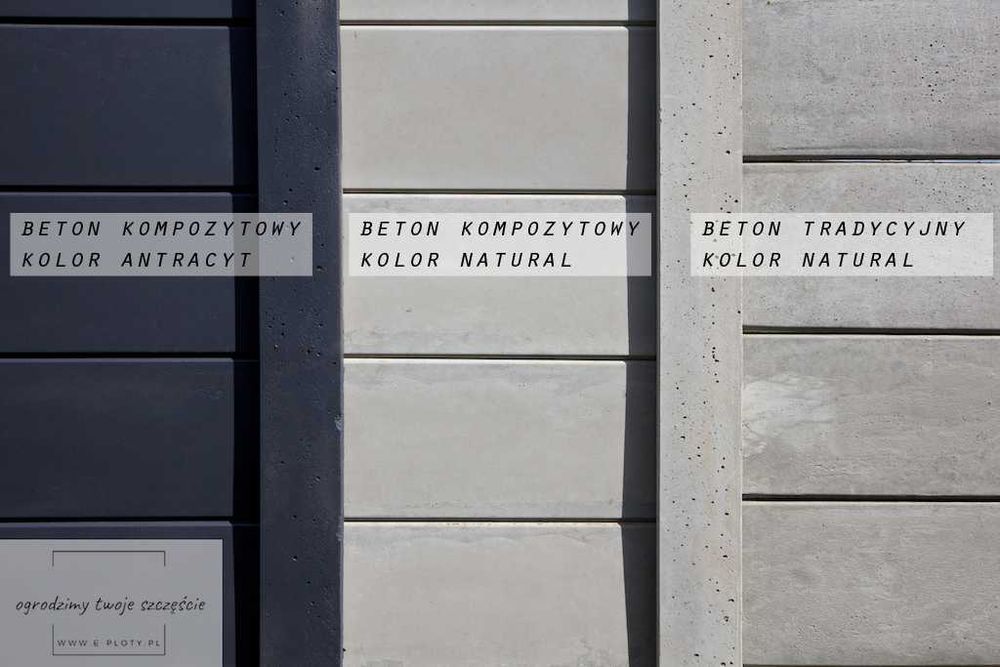 BETON KOMPOZYTOWY
KOLOR ANTRACYT
BETON KOMPOZYTOWY
KOLOR NATURAL
BETON TRADYCYJNY
KOLOR NATURAL
ogrodzimy twoje szczęście
WWW.E-PLOTY.PL